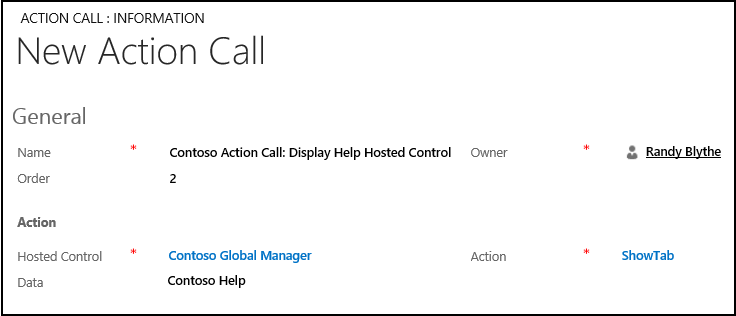 ACTION CALL : INFORMATION
New Action Call
General
Name * Contoso Action Call: Display Help Hosted Control Owner * Randy Blythe
Order 2
Action
Hosted Control * Contoso Global Manager Action * ShowTab
Data Contoso Help